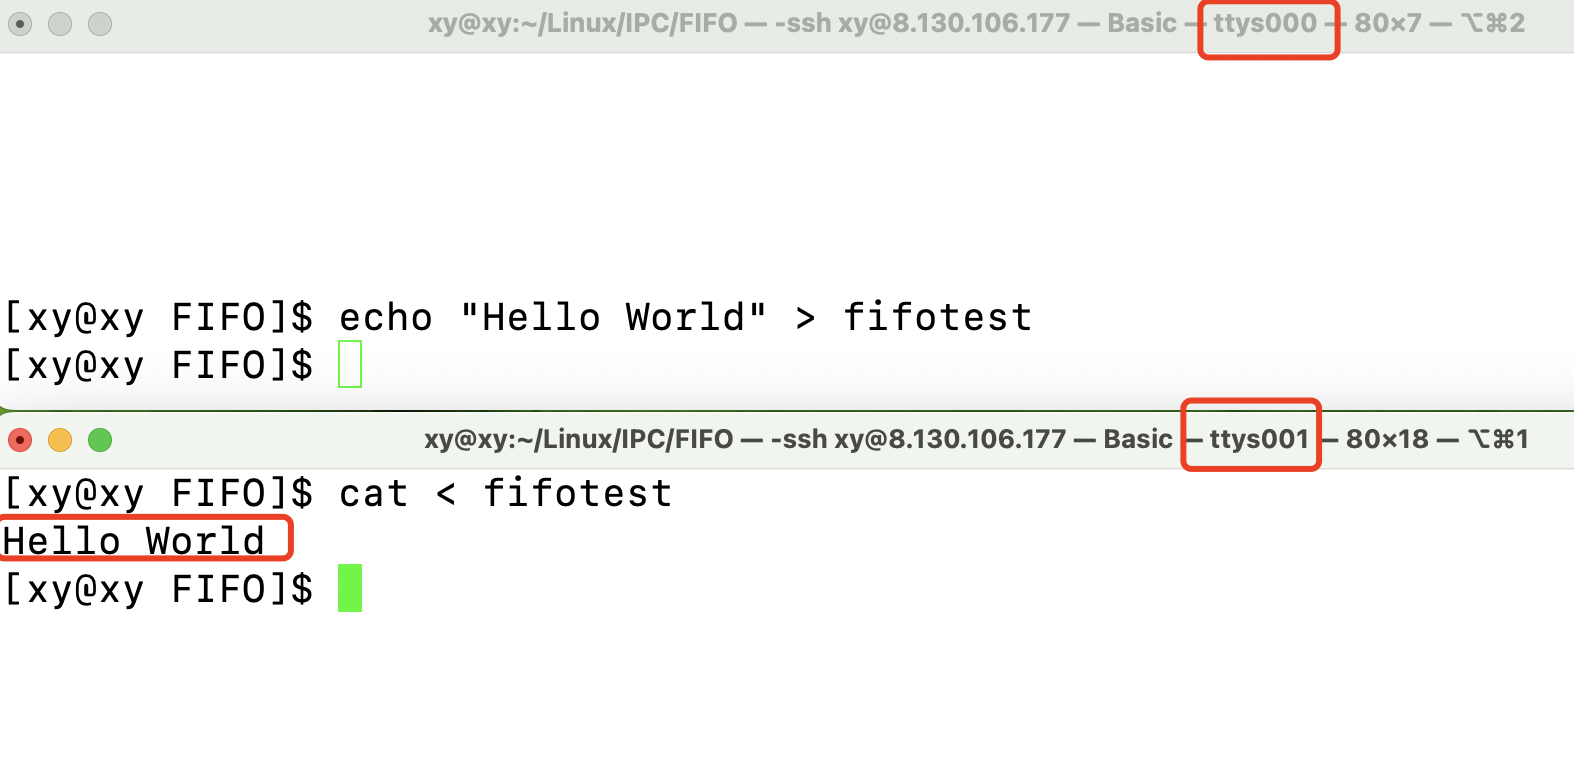 xy@xy:~/Linux/IPC/FIFO — -ssh xy@8.130.106.177 — Basic — ttys000 — 80×7 — ⌥⌘2
[xy@xy FIFO]$ echo "Hello World" > fifotest
[xy@xy FIFO]$
xy@xy:~/Linux/IPC/FIFO — -ssh xy@8.130.106.177 — Basic — ttys001 — 80×18 — ⌥⌘1
[xy@xy FIFO]$ cat < fifotest
Hello World
[xy@xy FIFO]$